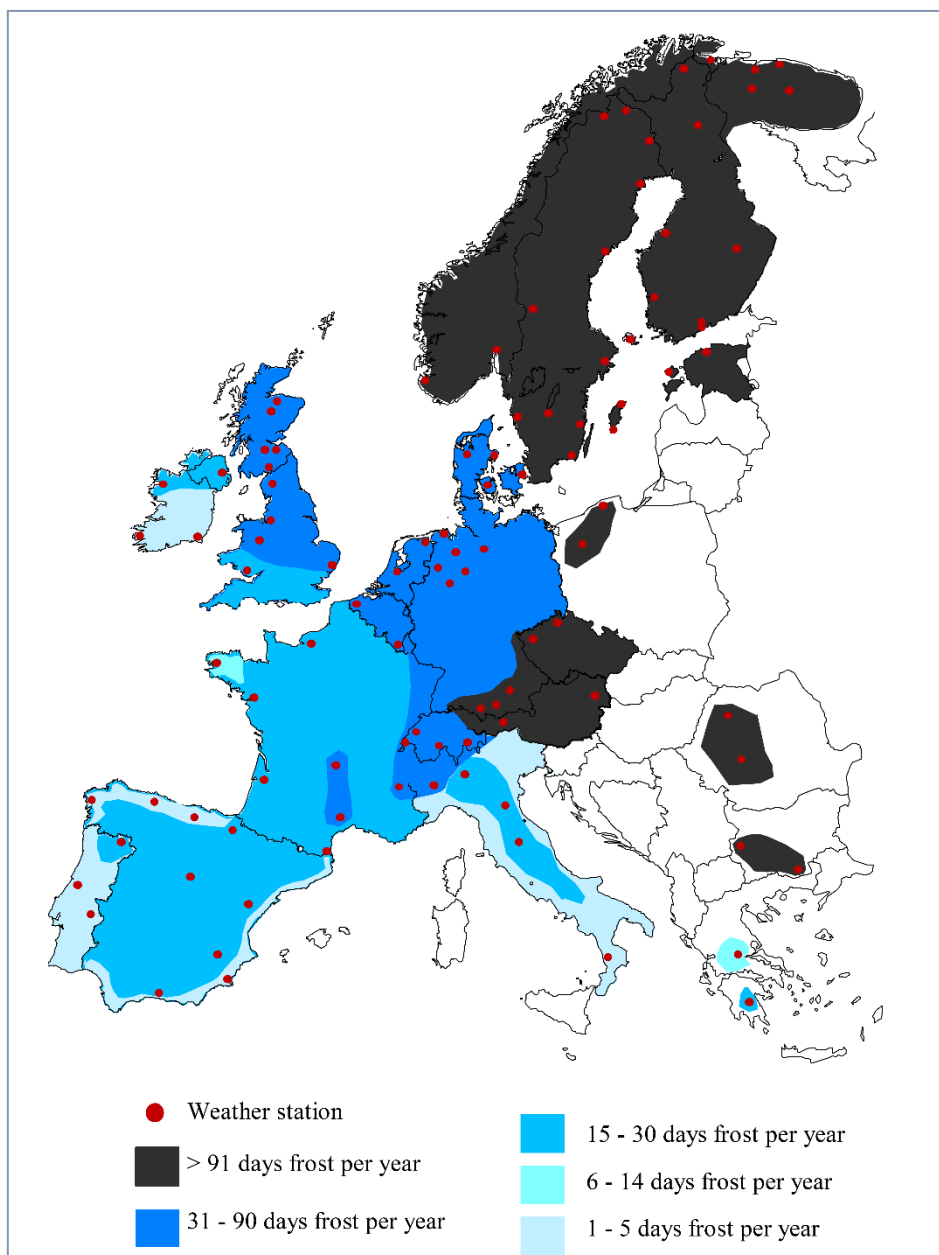 Weather station
> 91 days frost per year
31 - 90 days frost per year
15 - 30 days frost per year
6 - 14 days frost per year
1 - 5 days frost per year